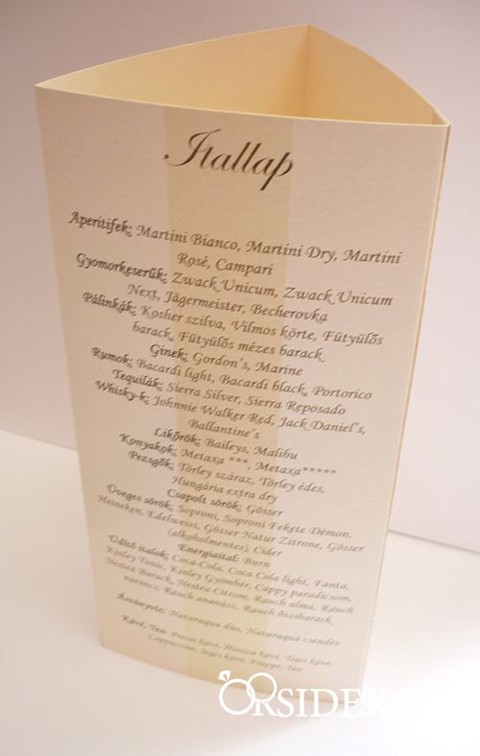 Itallap
Aperitifek: Martini Bianco, Martini Dry, Martini
Rosé, Campari
Gyomorkeserűk: Zwack Unicum, Zwack Unicum
Next, Jägermeister, Becherovka
Pálinkák: Kosher szilva, Vilmos körte, Fütyülős
barack, Fütyülős mézes barack
Ginek: Gordon's, Marine
Rumok: Bacardi light, Bacardi black, Portorico
Tequilák: Sierra Silver, Sierra Reposado
Whisky-k: Johnnie Walker Red, Jack Daniel's,
Ballantine's
Likőrök: Baileys, Malibu
Konyakok: Metaxa ***, Metaxa*****
Pezsgők: Törley száraz, Törley édes,
Hungária extra dry
Csapolt sörök: Gösser
Üveges sörök: Soproni, Soproni Fekete Démon,
Heineken, Edelweiss, Gösser Natur Zitrone, Gösser
(alkoholmentes), Cider
Energiaital: Burn
Üdítő italok: Coca-Cola, Coca Cola light, Fanta,
Kinley Tonic, Kinley Gyömbér, Cappy paradicsom,
Nestea Barack, Nestea Citrom, Rauch alma, Rauch
narancs, Rauch ananász, Rauch őszibarack
Ásványvíz: Naturaqua dús, Naturaqua csendes
Kávé, Tea: Presso kávé, Hosszú kávé, Tejes kávé,
Cappuccino, Jeges kávé, Frappe, Tea
ORSIDEKO